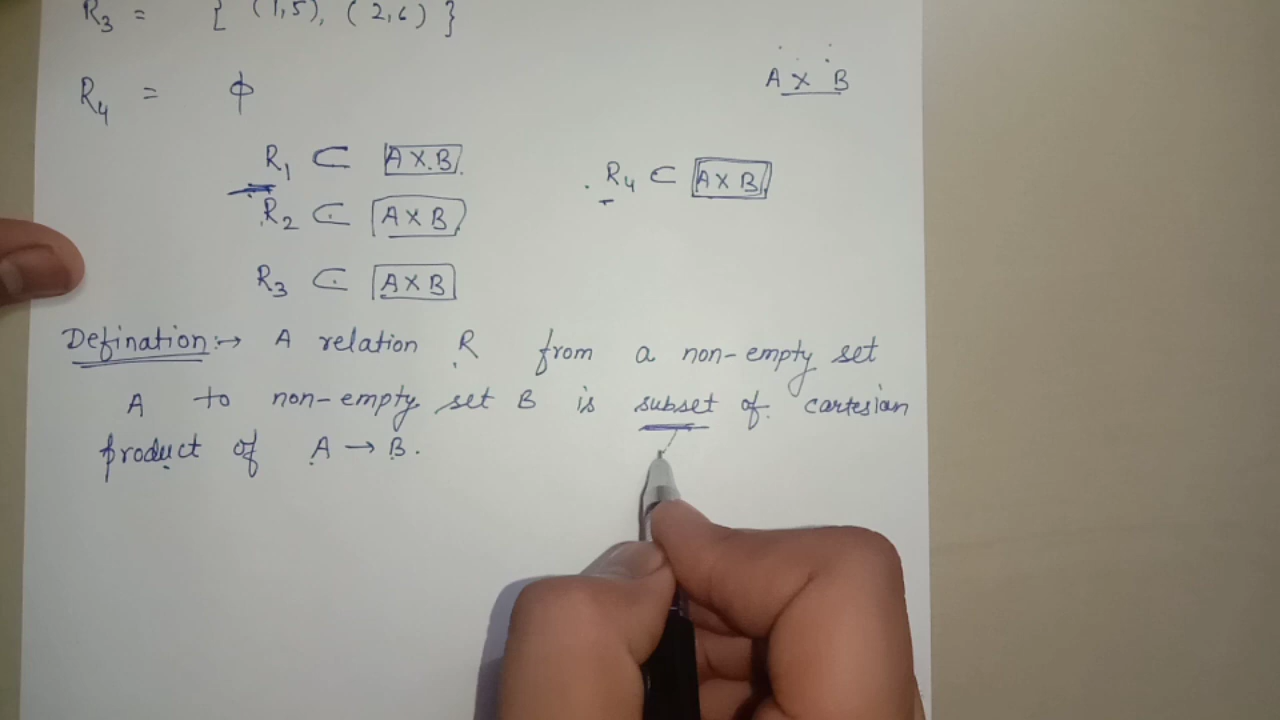 R3 = { (1,5), (2,6) }
A × B
R4 = ϕ
R1 ⊂ A×B
R4 ⊂ A×B
R2 ⊂ A×B
R3 ⊂ A×B
Defination:→ A relation R from a non-empty set
A to non-empty set B is subset of cartesian
product of A → B.